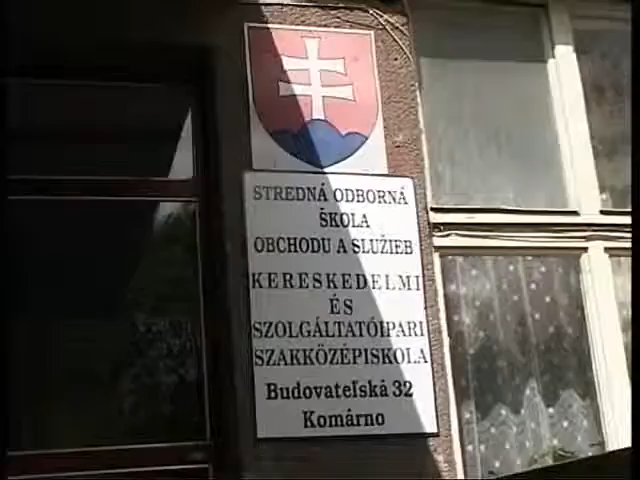 STREDNÁ ODBORNÁ
ŠKOLA
OBCHODU A SLUŽIEB
KERESKEDELMI
ÉS
SZOLGÁLTATÓIPARI
SZAKKÖZÉPISKOLA
Budovateľská 32
Komárno